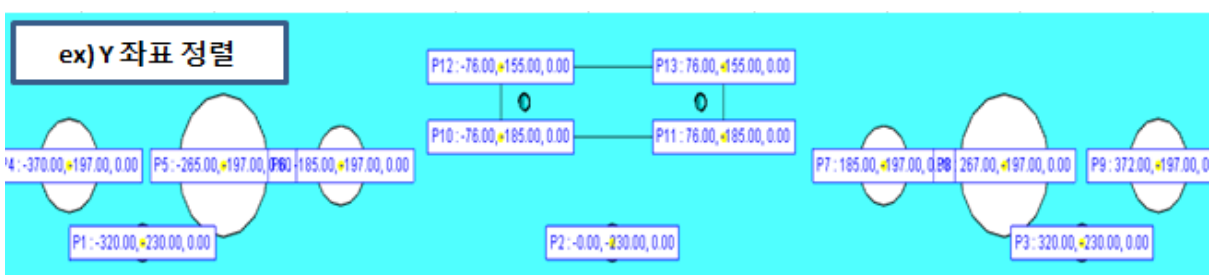 ex) Y 좌표 정렬
P12 : -76.00, -155.00, 0.00
P13 : 76.00, -155.00, 0.00
P10 : -76.00, -185.00, 0.00
P11 : 76.00, -185.00, 0.00
P4 : -370.00, -197.00, 0.00
P5 : -265.00, -197.00,
-185.00, -197.00, 0.00
P7 : 185.00, -197.00,
267.00, -197.00, 0.00
P9 : 372.00, -197.00,
P1 : -320.00, -230.00, 0.00
P2 : -0.00, -230.00, 0.00
P3 : 320.00, -230.00, 0.00